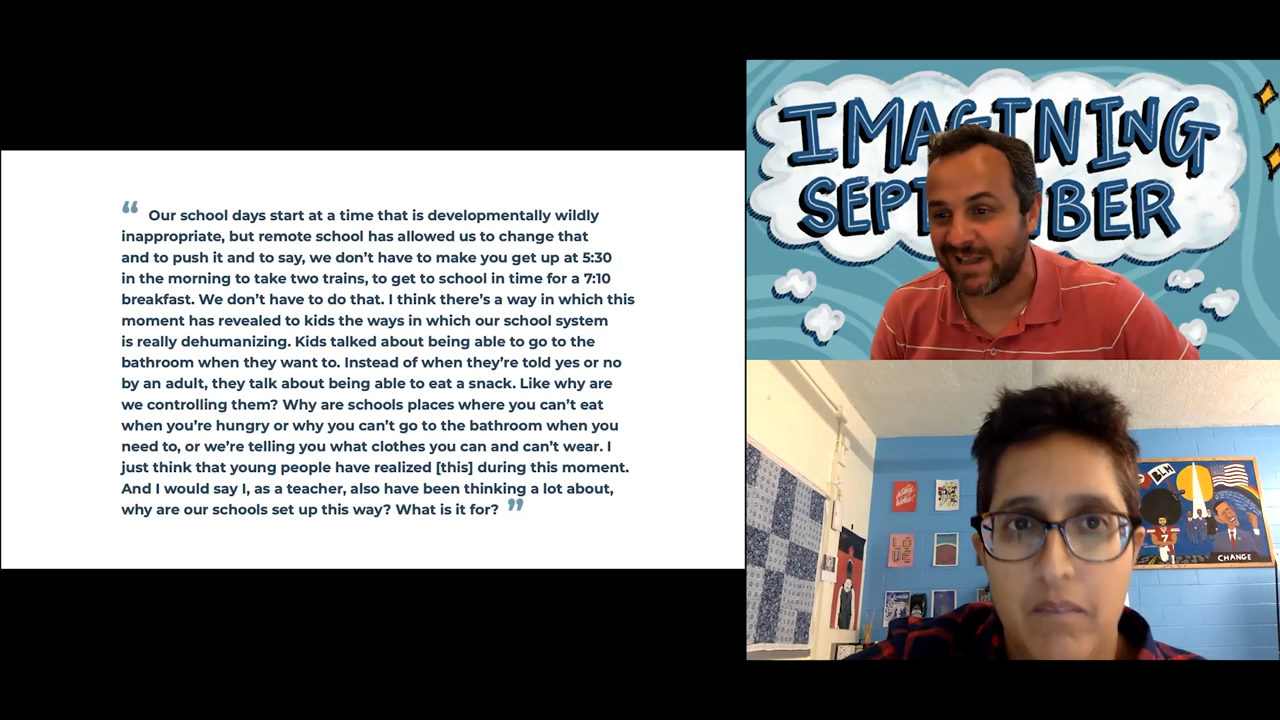 “ Our school days start at a time that is developmentally wildly
inappropriate, but remote school has allowed us to change that
and to push it and to say, we don’t have to make you get up at 5:30
in the morning to take two trains, to get to school in time for a 7:10
breakfast. We don’t have to do that. I think there’s a way in which this
moment has revealed to kids the ways in which our school system
is really dehumanizing. Kids talked about being able to go to the
bathroom when they want to. Instead of when they’re told yes or no
by an adult, they talk about being able to eat a snack. Like why are
we controlling them? Why are schools places where you can’t eat
when you’re hungry or why you can’t go to the bathroom when you
need to, or we’re telling you what clothes you can and can’t wear. I
just think that young people have realized [this] during this moment.
And I would say I, as a teacher, also have been thinking a lot about,
why are our schools set up this way? What is it for? ”
IMAGINING
SEPTEMBER
BLM
LOVE
7
CHANGE